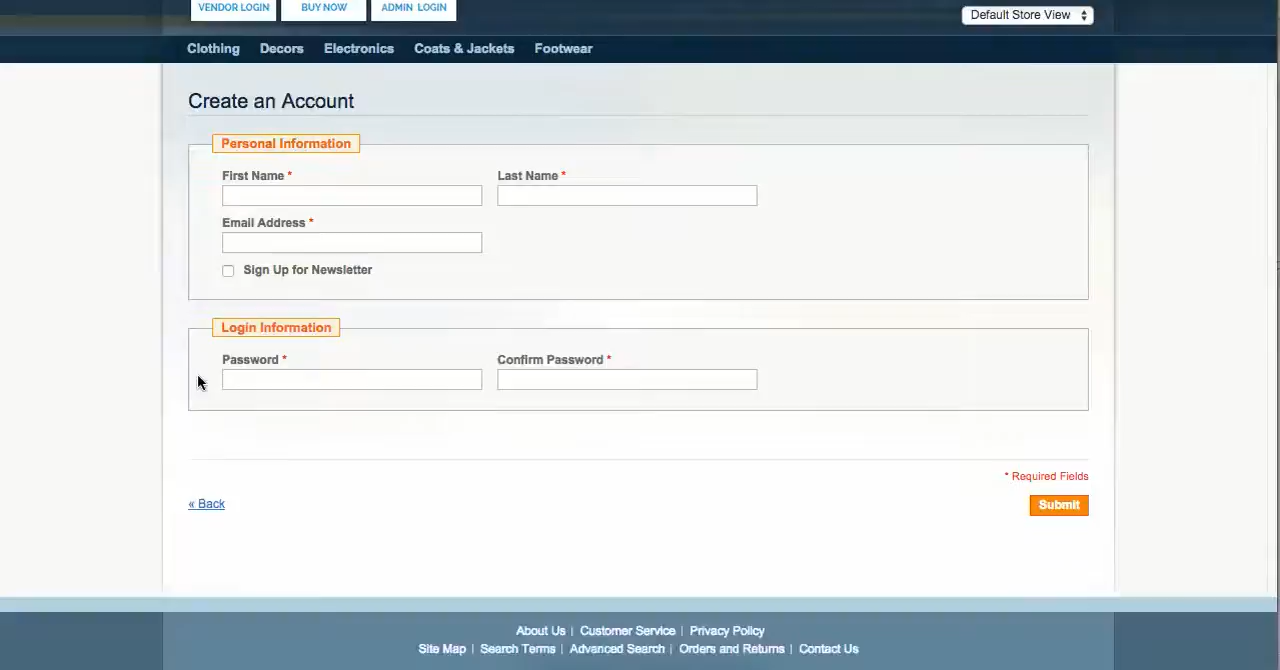 VENDOR LOGIN BUY NOW ADMIN LOGIN
Default Store View
Clothing Decors Electronics Coats & Jackets Footwear
Create an Account
Personal Information
First Name * Last Name *
Email Address *
Sign Up for Newsletter
Login Information
Password * Confirm Password *
* Required Fields
« Back Submit
About Us | Customer Service | Privacy Policy
Site Map | Search Terms | Advanced Search | Orders and Returns | Contact Us